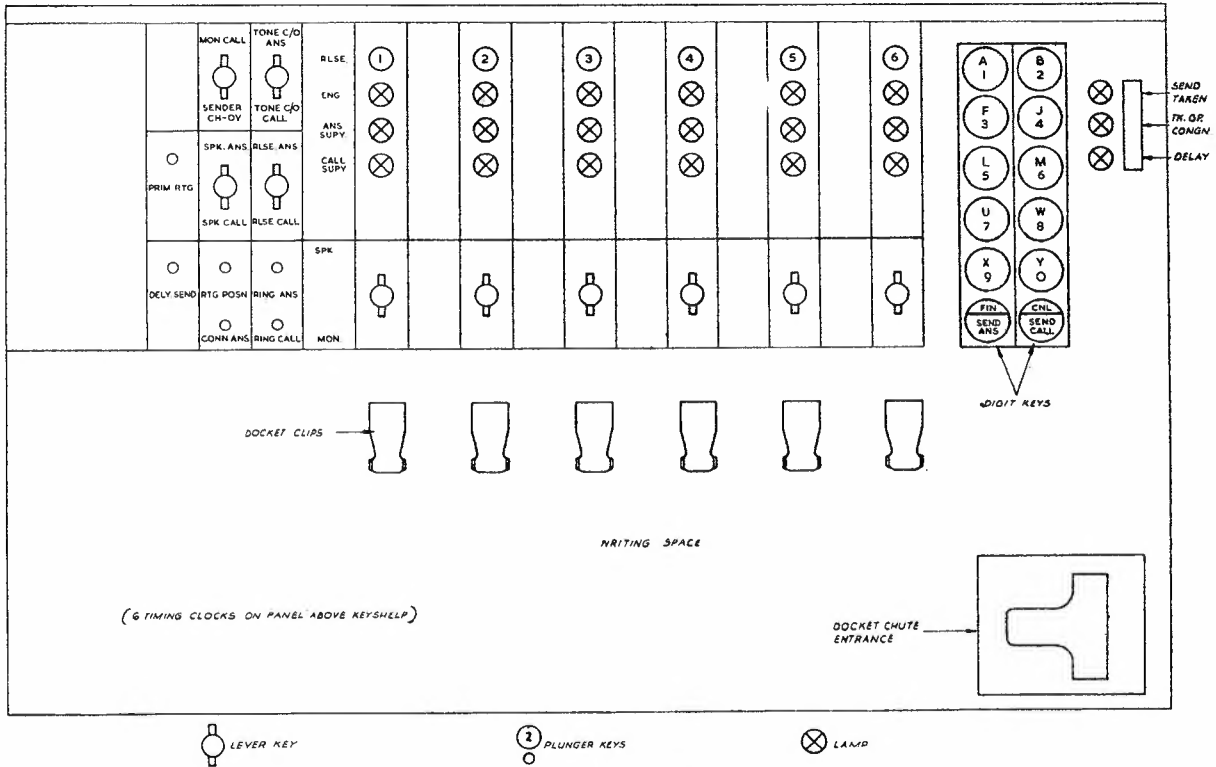 MON CALL
TONE C/O
ANS
SENDER
CH-OY
TONE C/O
CALL
SPK. ANS
RLSE. ANS
PRIM RTG
SPK CALL
RLSE CALL
DELY. SEND
RTG POSN
RING ANS
CONN ANS
RING CALL
RLSE.
ENG
ANS
SUPY.
CALL
SUPY
SPK
MON.
1
2
3
4
5
6
A
1
B
2
F
3
J
4
L
5
M
6
U
7
W
8
X
9
Y
0
FIN
SEND
ANS
CNL
SEND
CALL
SEND
TAKEN
TK. OP.
CONGN.
DELAY
DIGIT KEYS
DOCKET CLIPS
WRITING SPACE
(6 TIMING CLOCKS ON PANEL ABOVE KEYSHELP)
DOCKET CHUTE
ENTRANCE
LEVER KEY
2
PLUNGER KEYS
LAMP